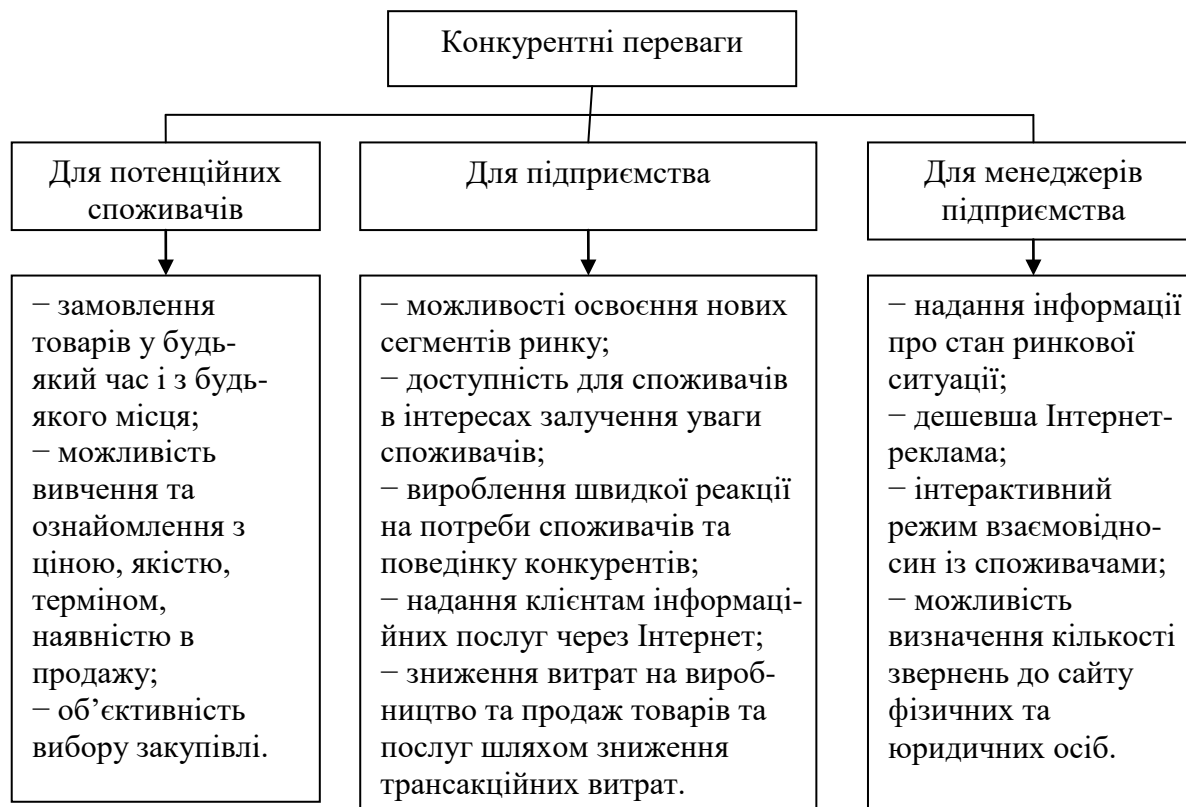 Конкурентні переваги
Для потенційних
споживачів
− замовлення
товарів у будь-
який час і з будь-
якого місця;
− можливість
вивчення та
ознайомлення з
ціною, якістю,
терміном,
наявністю в
продажу;
− об’єктивність
вибору закупівлі.
Для підприємства
− можливості освоєння нових
сегментів ринку;
− доступність для споживачів
в інтересах залучення уваги
споживачів;
− вироблення швидкої реакції
на потреби споживачів та
поведінку конкурентів;
− надання клієнтам інформаці-
йних послуг через Інтернет;
− зниження витрат на вироб-
ництво та продаж товарів та
послуг шляхом зниження
трансакційних витрат.
Для менеджерів
підприємства
− надання інформації
про стан ринкової
ситуації;
− дешевша Інтернет-
реклама;
− інтерактивний
режим взаємовідно-
син із споживачами;
− можливість
визначення кількості
звернень до сайту
фізичних та
юридичних осіб.